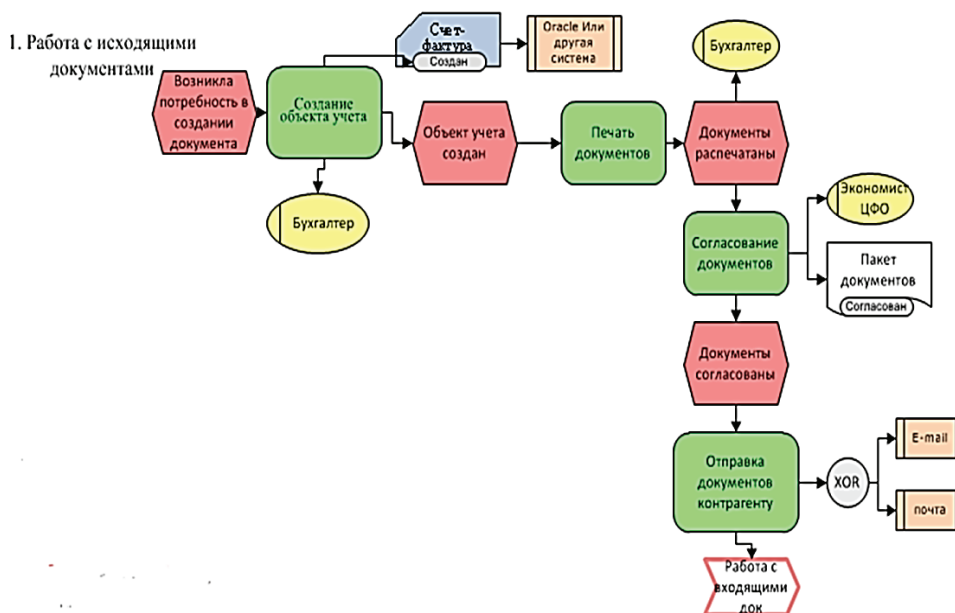 1. Работа с исходящими
документами
Счет-
фактура
Создан
Oracle Или
другая
система
Бухгалтер
Возникла
потребность в
создании
документа
Создание
объекта учета
Объект учета
создан
Печать
документов
Документы
распечатаны
Бухгалтер
Экономист
ЦФО
Согласование
документов
Пакет
документов
Согласован
Документы
согласованы
Отправка
документов
контрагенту
XOR
E-mail
почта
Работа с
входящими
док